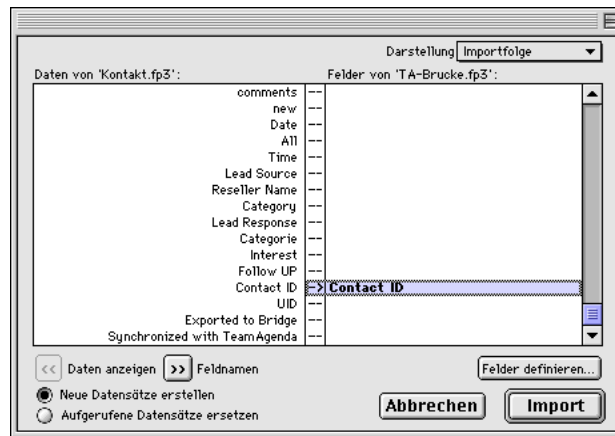 Darstellung Importfolge
Daten von 'Kontakt.fp3': Felder von 'TA-Brucke.fp3':
comments --
new --
Date --
All --
Time --
Lead Source --
Reseller Name --
Category --
Lead Response --
Categorie --
Interest --
Follow UP --
Contact ID -> Contact ID
UID --
Exported to Bridge --
Synchronized with TeamAgenda --
<< Daten anzeigen >> Feldnamen Felder definieren...
Neue Datensätze erstellen
Aufgerufene Datensätze ersetzen
Abbrechen Import